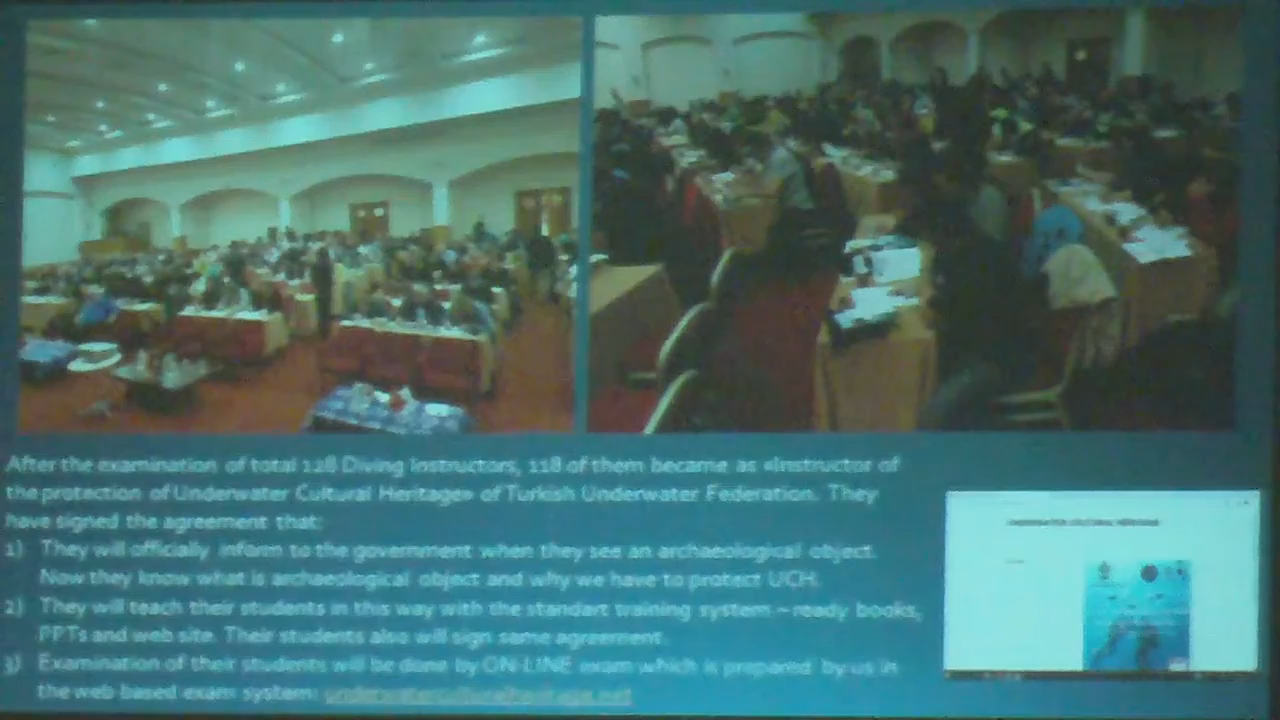 After the examination of total 128 Diving Instructors, 118 of them became as «Instructor of
the protection of Underwater Cultural Heritage» of Turkish Underwater Federation. They
have signed the agreement that:
1) They will officially inform to the government when they see an archaeological object.
Now they know what is archaeological object and why we have to protect UCH.
2) They will teach their students in this way with the standart training system – ready books,
PPTs and web site. Their students also will sign same agreement.
3) Examination of their students will be done by ON-LINE exam which is prepared by us in
the web based exam system: underwaterculturalheritage.net